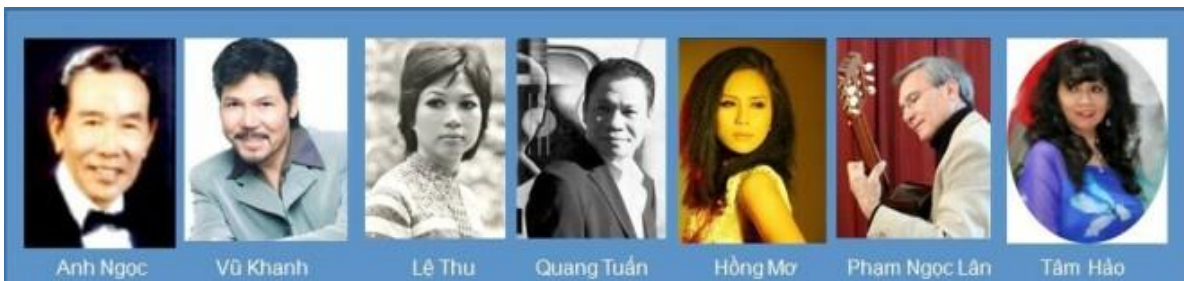 Anh Ngọc Vũ Khanh Lệ Thu Quang Tuấn Hồng Mơ Phạm Ngọc Lân Tâm Hảo